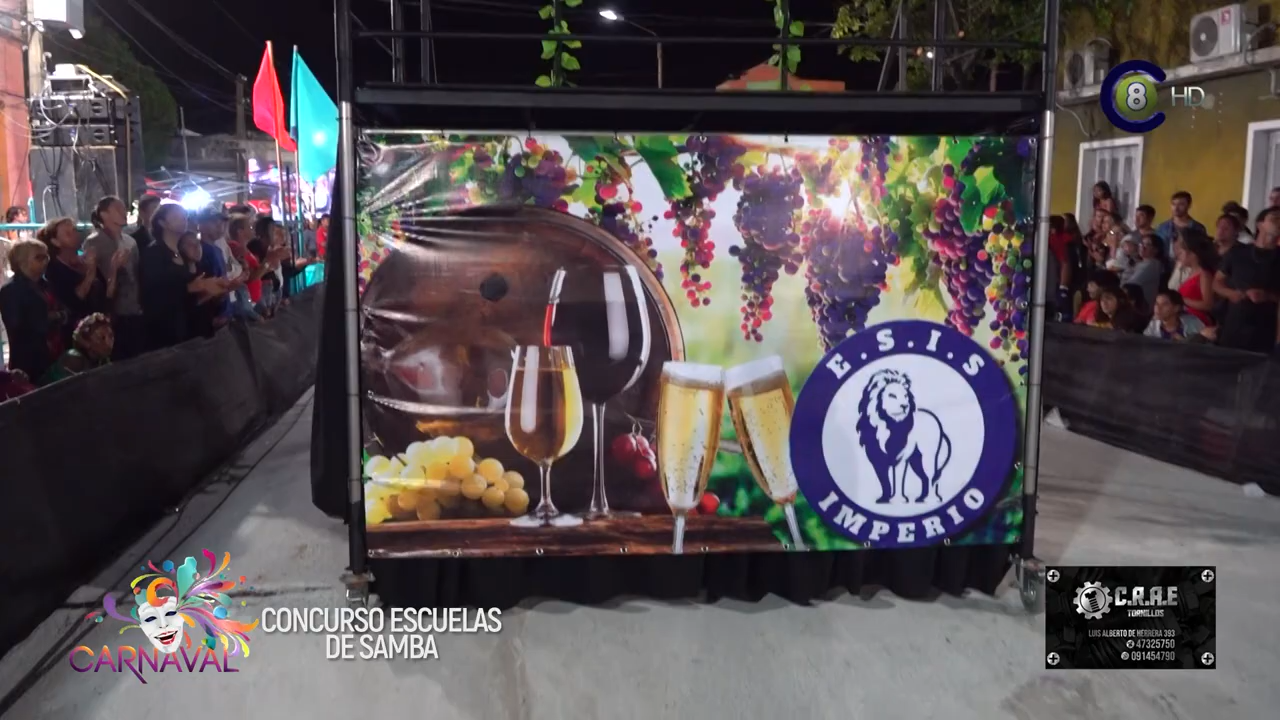 C8 HD
E.S.I.S
IMPERIO
CARNAVAL
CONCURSO ESCUELAS
DE SAMBA
C.R.A.E
TORNILLOS
LUIS ALBERTO DE HERRERA 393
47325750
091454790